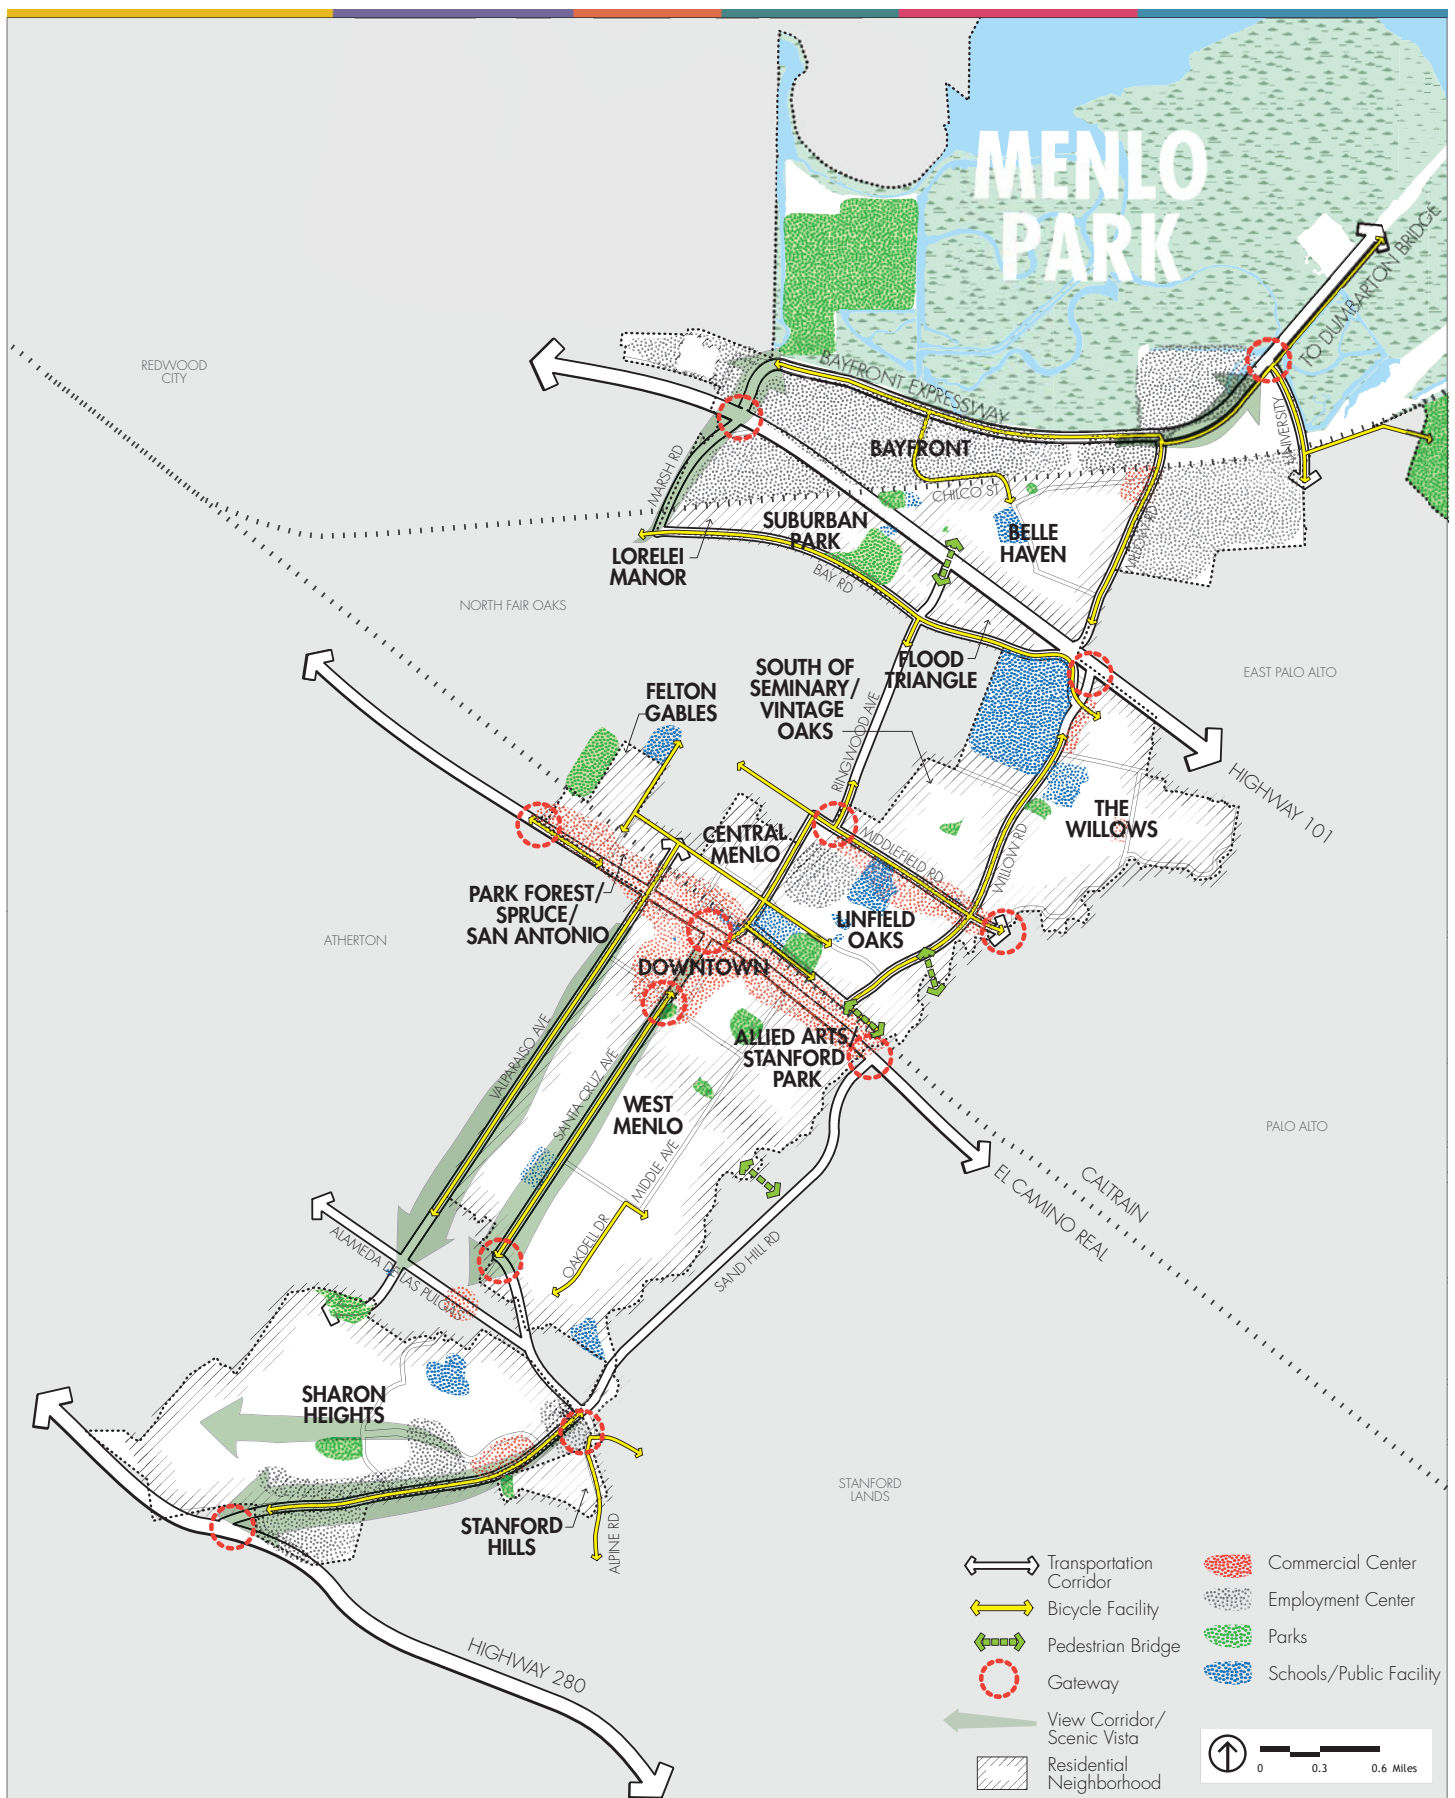 MENLO
PARK
TO DUMBARTON BRIDGE
REDWOOD
CITY
BAYFRONT EXPRESSWAY
UNIVERSITY
BAYFRONT
MARSH RD
CHILCO ST
SUBURBAN
PARK
BELLE
HAVEN
WILLOW RD
LORELEI
MANOR
BAY RD
NORTH FAIR OAKS
FLOOD
TRIANGLE
SOUTH OF
SEMINARY/
VINTAGE
OAKS
EAST PALO ALTO
FELTON
GABLES
RINGWOOD AVE
HIGHWAY 101
THE
WILLOWS
CENTRAL
MENLO
MIDDLEFIELD RD
WILLOW RD
PARK FOREST/
SPRUCE/
SAN ANTONIO
ATHERTON
LINFIELD
OAKS
DOWNTOWN
VALPARAISO AVE
SANTA CRUZ AVE
ALLIED ARTS/
STANFORD
PARK
WEST
MENLO
PALO ALTO
MIDDLE AVE
CALTRAIN
EL CAMINO REAL
OAKDELL DR
SAND HILL RD
ALAMEDA DE LAS PULGAS
SHARON
HEIGHTS
STANFORD
LANDS
STANFORD
HILLS
ALPINE RD
HIGHWAY 280
Transportation
Corridor
Bicycle Facility
Pedestrian Bridge
Gateway
View Corridor/
Scenic Vista
Residential
Neighborhood
Commercial Center
Employment Center
Parks
Schools/Public Facility
0 0.3 0.6 Miles